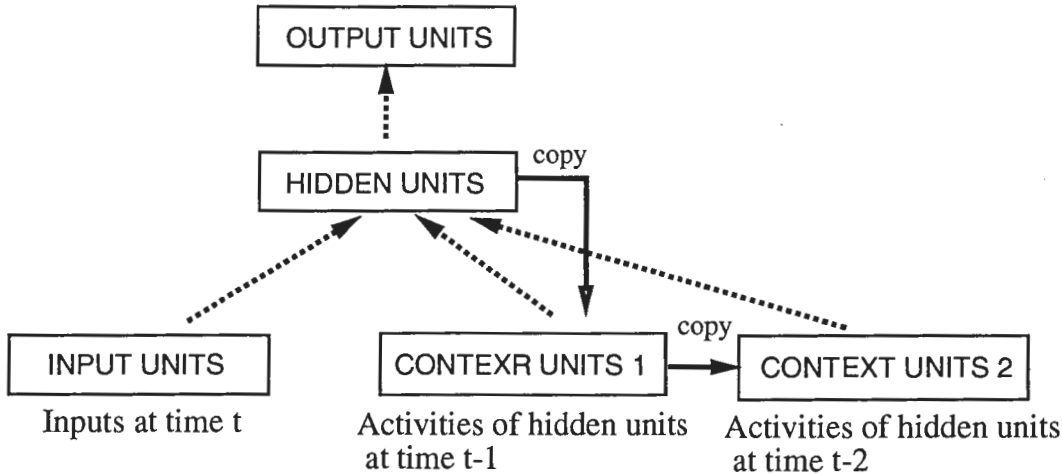 OUTPUT UNITS
copy
HIDDEN UNITS
copy
INPUT UNITS
CONTEXR UNITS 1
CONTEXT UNITS 2
Inputs at time t
Activities of hidden units
at time t-1
Activities of hidden units
at time t-2